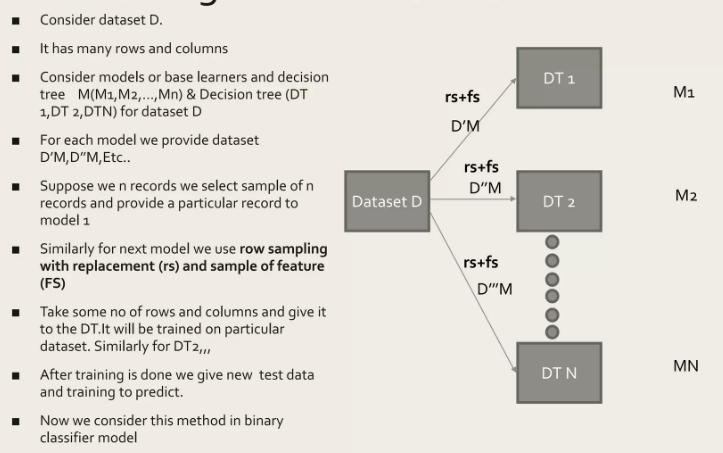 Consider dataset D.
It has many rows and columns
Consider models or base learners and decision
tree M(M1,M2,...,Mn) & Decision tree (DT
1,DT 2,DTN) for dataset D
For each model we provide dataset
D'M,D"M,Etc..
Suppose we n records we select sample of n
records and provide a particular record to
model 1
Similarly for next model we use row sampling
with replacement (rs) and sample of feature
(FS)
Take some no of rows and columns and give it
to the DT.It will be trained on particular
dataset. Similarly for DT2,,,
After training is done we give new test data
and training to predict.
Now we consider this method in binary
classifier model
Dataset D
rs+fs
D'M
DT 1
M1
rs+fs
D"M
DT 2
M2
rs+fs
D"'M
DT N
MN